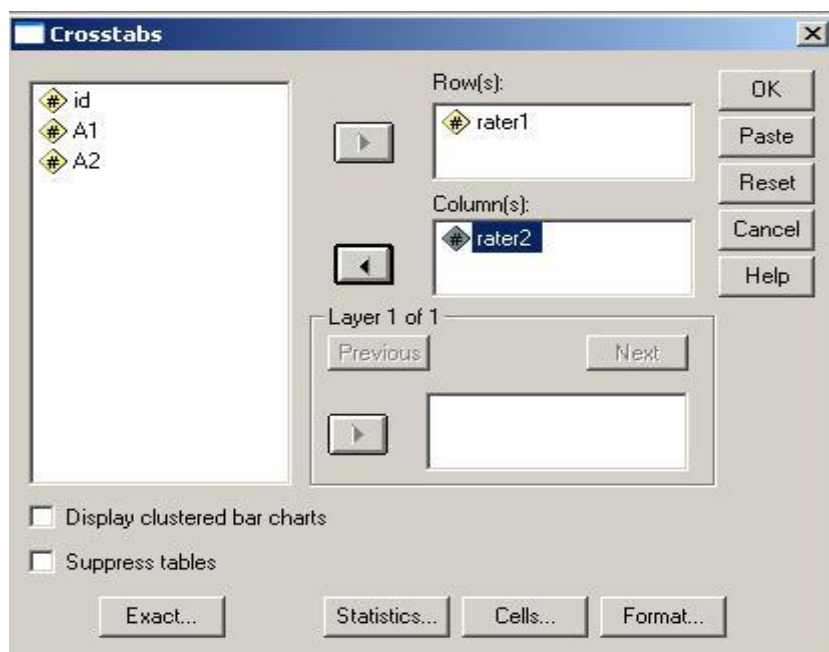 Crosstabs
id
A1
A2
Row(s):
rater1
Column(s):
rater2
Layer 1 of 1
Previous
Next
OK
Paste
Reset
Cancel
Help
Display clustered bar charts
Suppress tables
Exact...
Statistics...
Cells...
Format...